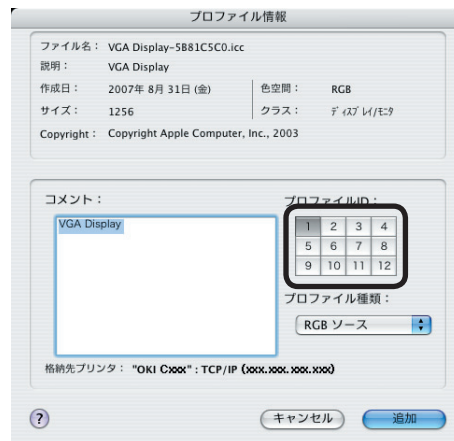 プロファイル情報
ファイル名： VGA Display-5B81C5C0.icc
説明： VGA Display
作成日： 2007年 8月 31日 (金) 色空間： RGB
サイズ： 1256 クラス： ﾃﾞｨｽﾌﾟﾚｲ/ﾓﾆﾀ
Copyright： Copyright Apple Computer, Inc., 2003
コメント： プロファイルID：
VGA Display
1 2 3 4
5 6 7 8
9 10 11 12
プロファイル種類：
RGB ソース
格納先プリンタ： "OKI Cxxx" : TCP/IP (xxx.xxx.xxx.xxx)
? キャンセル 追加